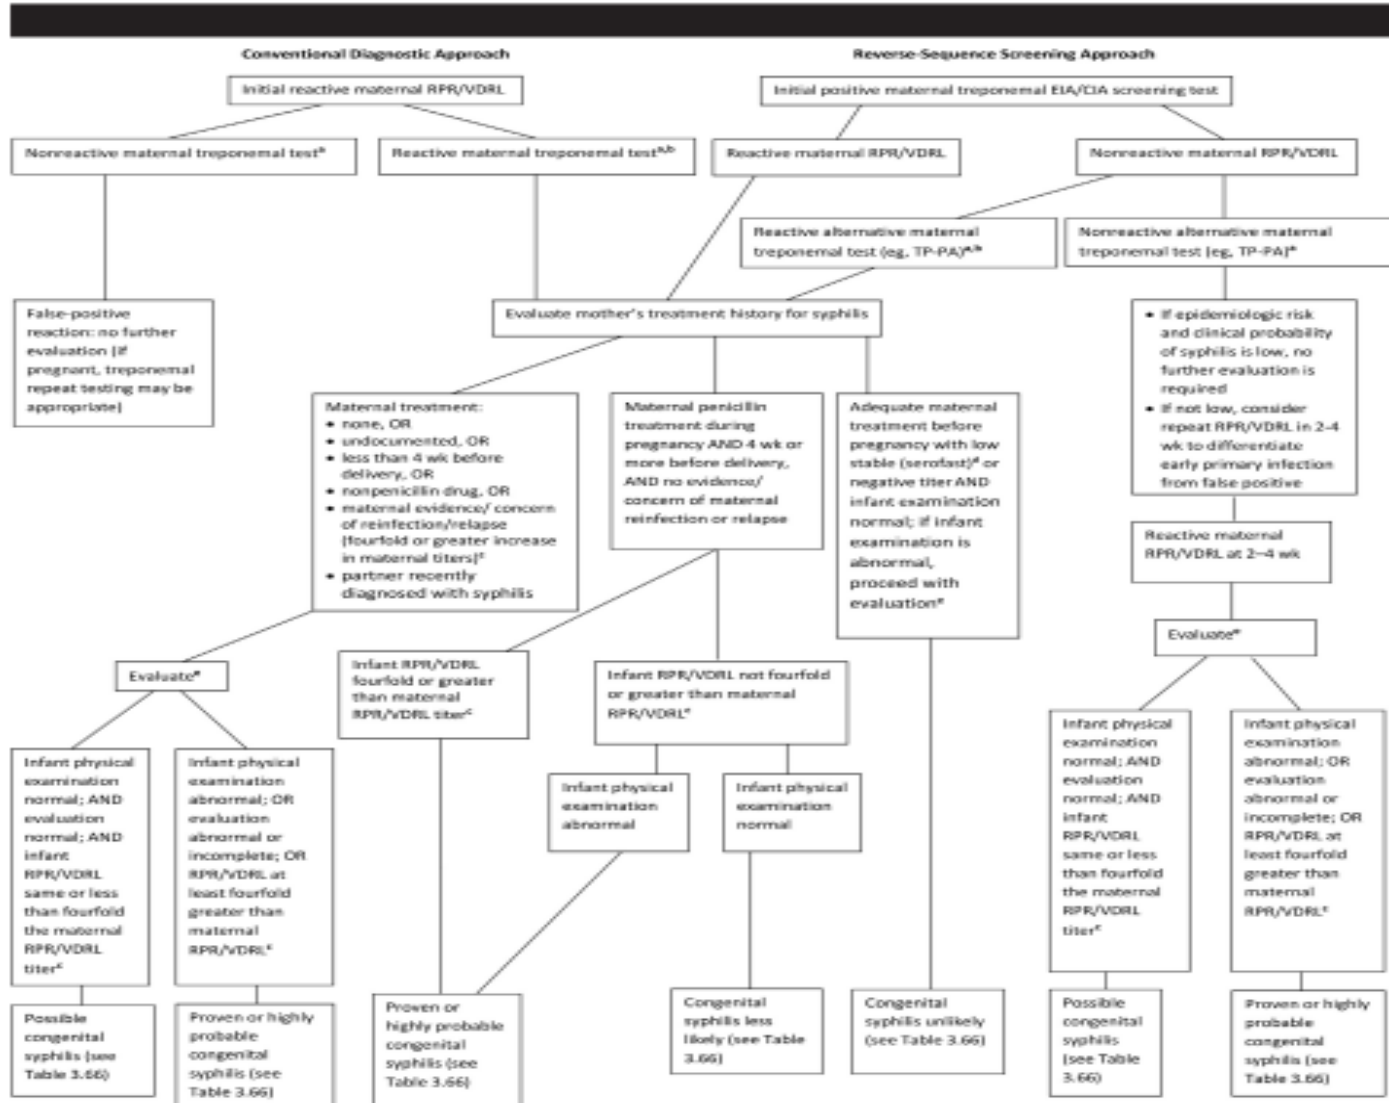 Conventional Diagnostic Approach
Reverse-Sequence Screening Approach
Initial reactive maternal RPR/VDRL
Initial positive maternal treponemal EIA/CIA screening test
Nonreactive maternal treponemal test^a
Reactive maternal treponemal test^a,b
Reactive maternal RPR/VDRL
Nonreactive maternal RPR/VDRL
Reactive alternative maternal
treponemal test (eg, TP-PA)^a,b
Nonreactive alternative maternal
treponemal test (eg, TP-PA)^a
False-positive
reaction: no further
evaluation (if
pregnant, treponemal
repeat testing may be
appropriate)
Evaluate mother's treatment history for syphilis
• If epidemiologic risk
and clinical probability
of syphilis is low, no
further evaluation is
required
• If not low, consider
repeat RPR/VDRL in 2-4
wk to differentiate
early primary infection
from false positive
Maternal treatment:
• none, OR
• undocumented, OR
• less than 4 wk before
delivery, OR
• nonpenicillin drug, OR
• maternal evidence/ concern
of reinfection/relapse
(fourfold or greater increase
in maternal titers)^c
• partner recently
diagnosed with syphilis
Maternal penicillin
treatment during
pregnancy AND 4 wk or
more before delivery,
AND no evidence/
concern of maternal
reinfection or relapse
Adequate maternal
treatment before
pregnancy with low
stable (serofast)^d or
negative titer AND
infant examination
normal; if infant
examination is
abnormal,
proceed with
evaluation^e
Reactive maternal
RPR/VDRL at 2–4 wk
Evaluate^e
Evaluate^e
Infant RPR/VDRL
fourfold or greater
than maternal
RPR/VDRL titer^c
Infant RPR/VDRL not fourfold
or greater than maternal
RPR/VDRL^c
Infant physical
examination
normal; AND
evaluation
normal; AND
infant
RPR/VDRL
same or less
than fourfold
the maternal
RPR/VDRL
titer^c
Infant physical
examination
abnormal; OR
evaluation
abnormal or
incomplete; OR
RPR/VDRL at
least fourfold
greater than
maternal
RPR/VDRL^c
Infant physical
examination
abnormal
Infant physical
examination
normal
Infant physical
examination
normal; AND
evaluation
normal; AND
infant
RPR/VDRL
same or less
than fourfold
the maternal
RPR/VDRL
titer^c
Infant physical
examination
abnormal; OR
evaluation
abnormal or
incomplete; OR
RPR/VDRL at
least fourfold
greater than
maternal
RPR/VDRL^c
Possible
congenital
syphilis (see
Table 3.66)
Proven or highly
probable
congenital
syphilis (see
Table 3.66)
Proven or
highly probable
congenital
syphilis (see
Table 3.66)
Congenital
syphilis less
likely (see Table
3.66)
Congenital
syphilis unlikely
(see Table 3.66)
Possible
congenital
syphilis
(see Table
3.66)
Proven or highly
probable
congenital
syphilis (see
Table 3.66)